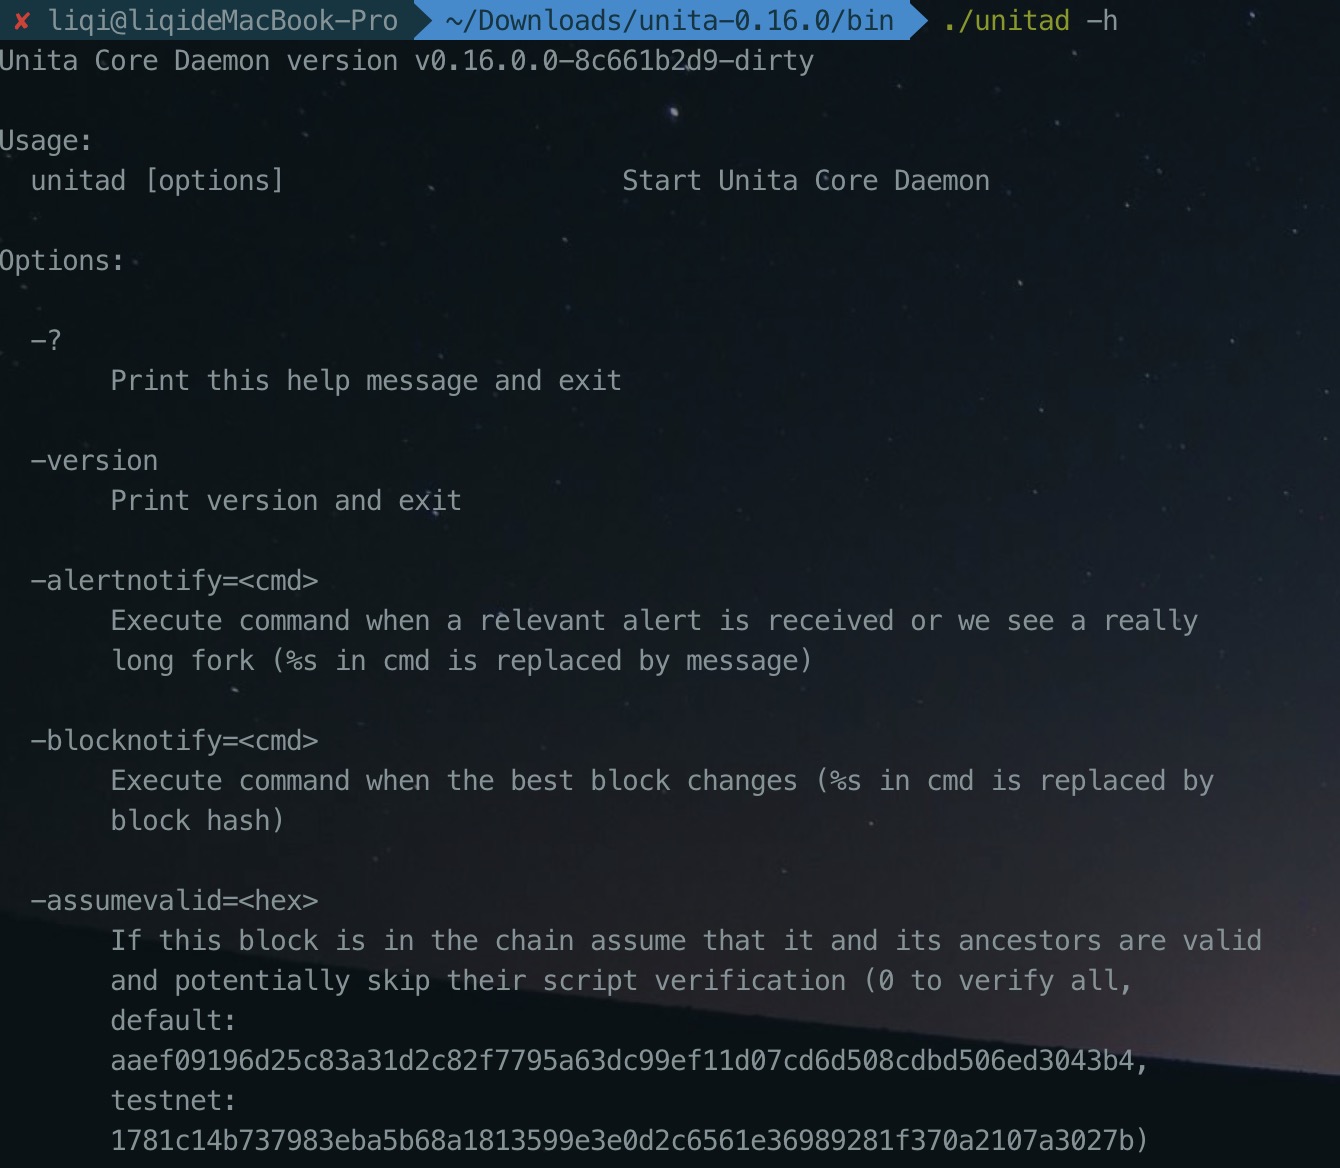 ✘ liqi@liqideMacBook-Pro ~/Downloads/unita-0.16.0/bin ./unitad -h
Unita Core Daemon version v0.16.0.0-8c661b2d9-dirty
Usage:
unitad [options] Start Unita Core Daemon
Options:
-?
Print this help message and exit
-version
Print version and exit
-alertnotify=<cmd>
Execute command when a relevant alert is received or we see a really
long fork (%s in cmd is replaced by message)
-blocknotify=<cmd>
Execute command when the best block changes (%s in cmd is replaced by
block hash)
-assumevalid=<hex>
If this block is in the chain assume that it and its ancestors are valid
and potentially skip their script verification (0 to verify all,
default:
aaef09196d25c83a31d2c82f7795a63dc99ef11d07cd6d508cdbd506ed3043b4,
testnet:
1781c14b737983eba5b68a1813599e3e0d2c6561e36989281f370a2107a3027b)